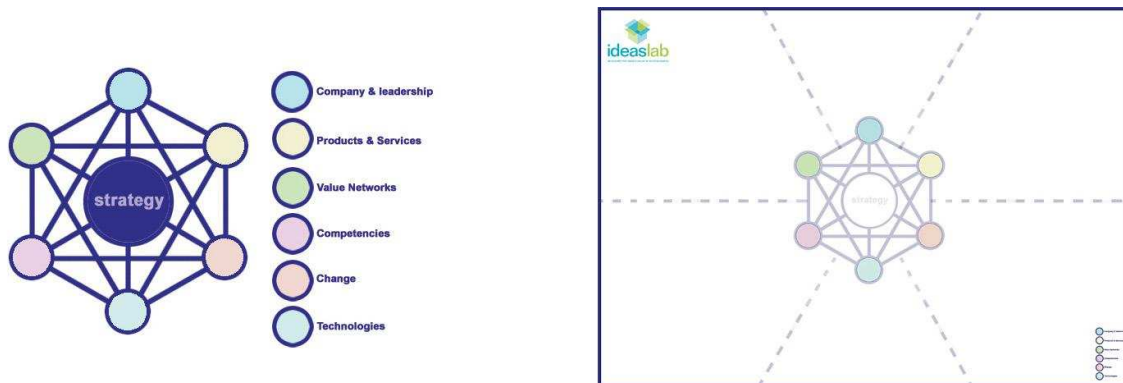 strategy
Company & leadership
Products & Services
Value Networks
Competencies
Change
Technologies
ideaslab
strategy